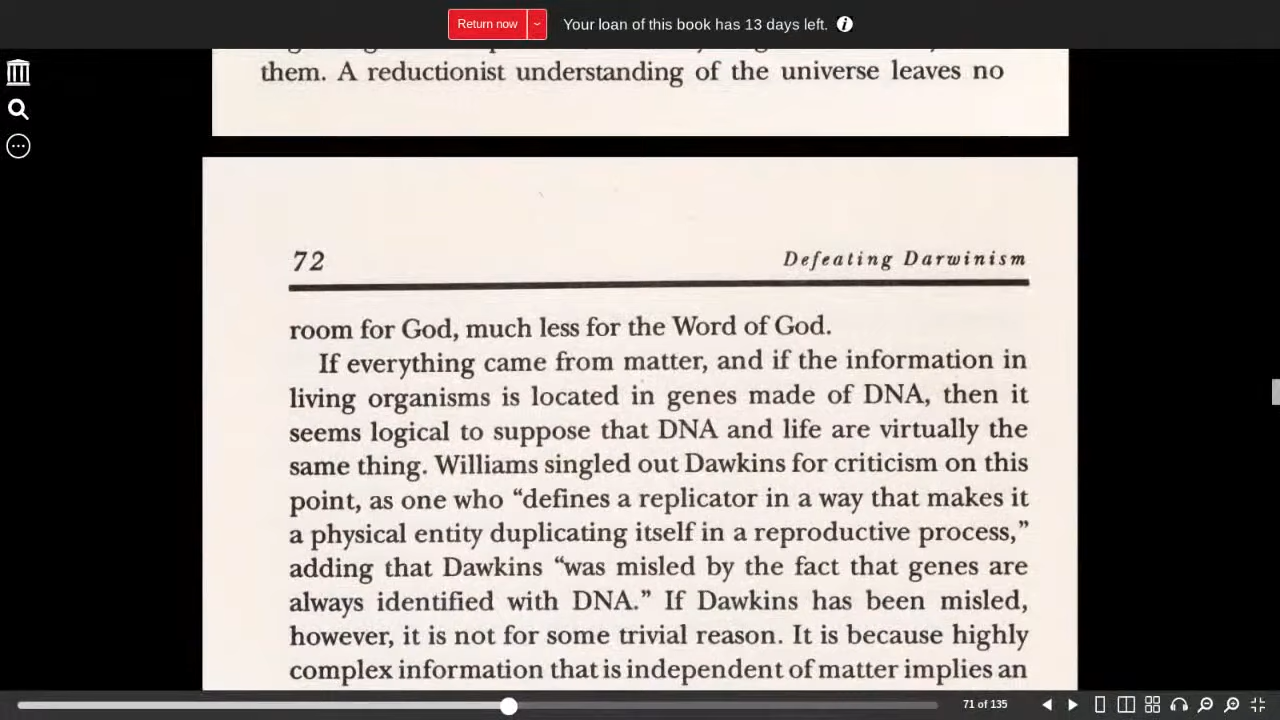 Return now
Your loan of this book has 13 days left.
them. A reductionist understanding of the universe leaves no
72
Defeating Darwinism
room for God, much less for the Word of God.
If everything came from matter, and if the information in
living organisms is located in genes made of DNA, then it
seems logical to suppose that DNA and life are virtually the
same thing. Williams singled out Dawkins for criticism on this
point, as one who “defines a replicator in a way that makes it
a physical entity duplicating itself in a reproductive process,”
adding that Dawkins “was misled by the fact that genes are
always identified with DNA.” If Dawkins has been misled,
however, it is not for some trivial reason. It is because highly
complex information that is independent of matter implies an
71 of 135